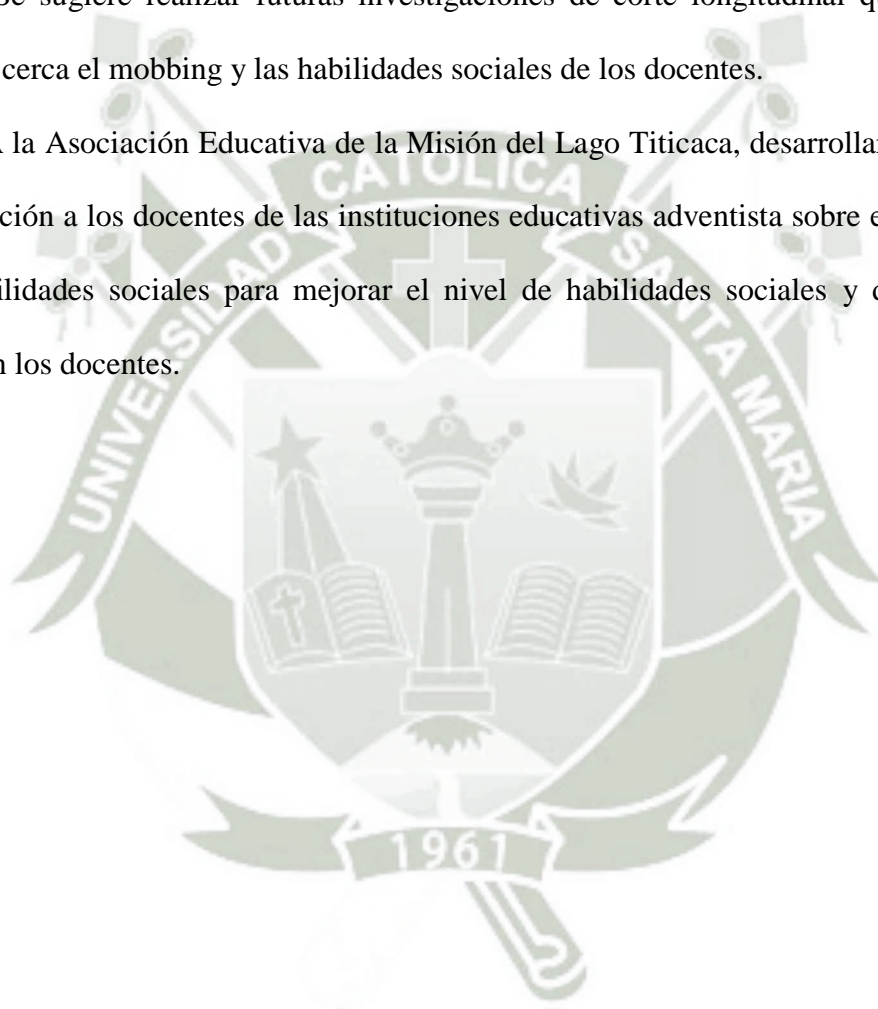 se sugiere realizar futuras investigaciones de corte longitudinal
cerca el mobbing y las habilidades sociales de los docentes.
la Asociación Educativa de la Misión del Lago Titicaca,
ción a los docentes de las instituciones educativas adventista sobre
ilidades sociales para mejorar el nivel de habilidades sociales y
los docentes.
UNIVERSIDAD CATOLICA SANTA MARIA
1961